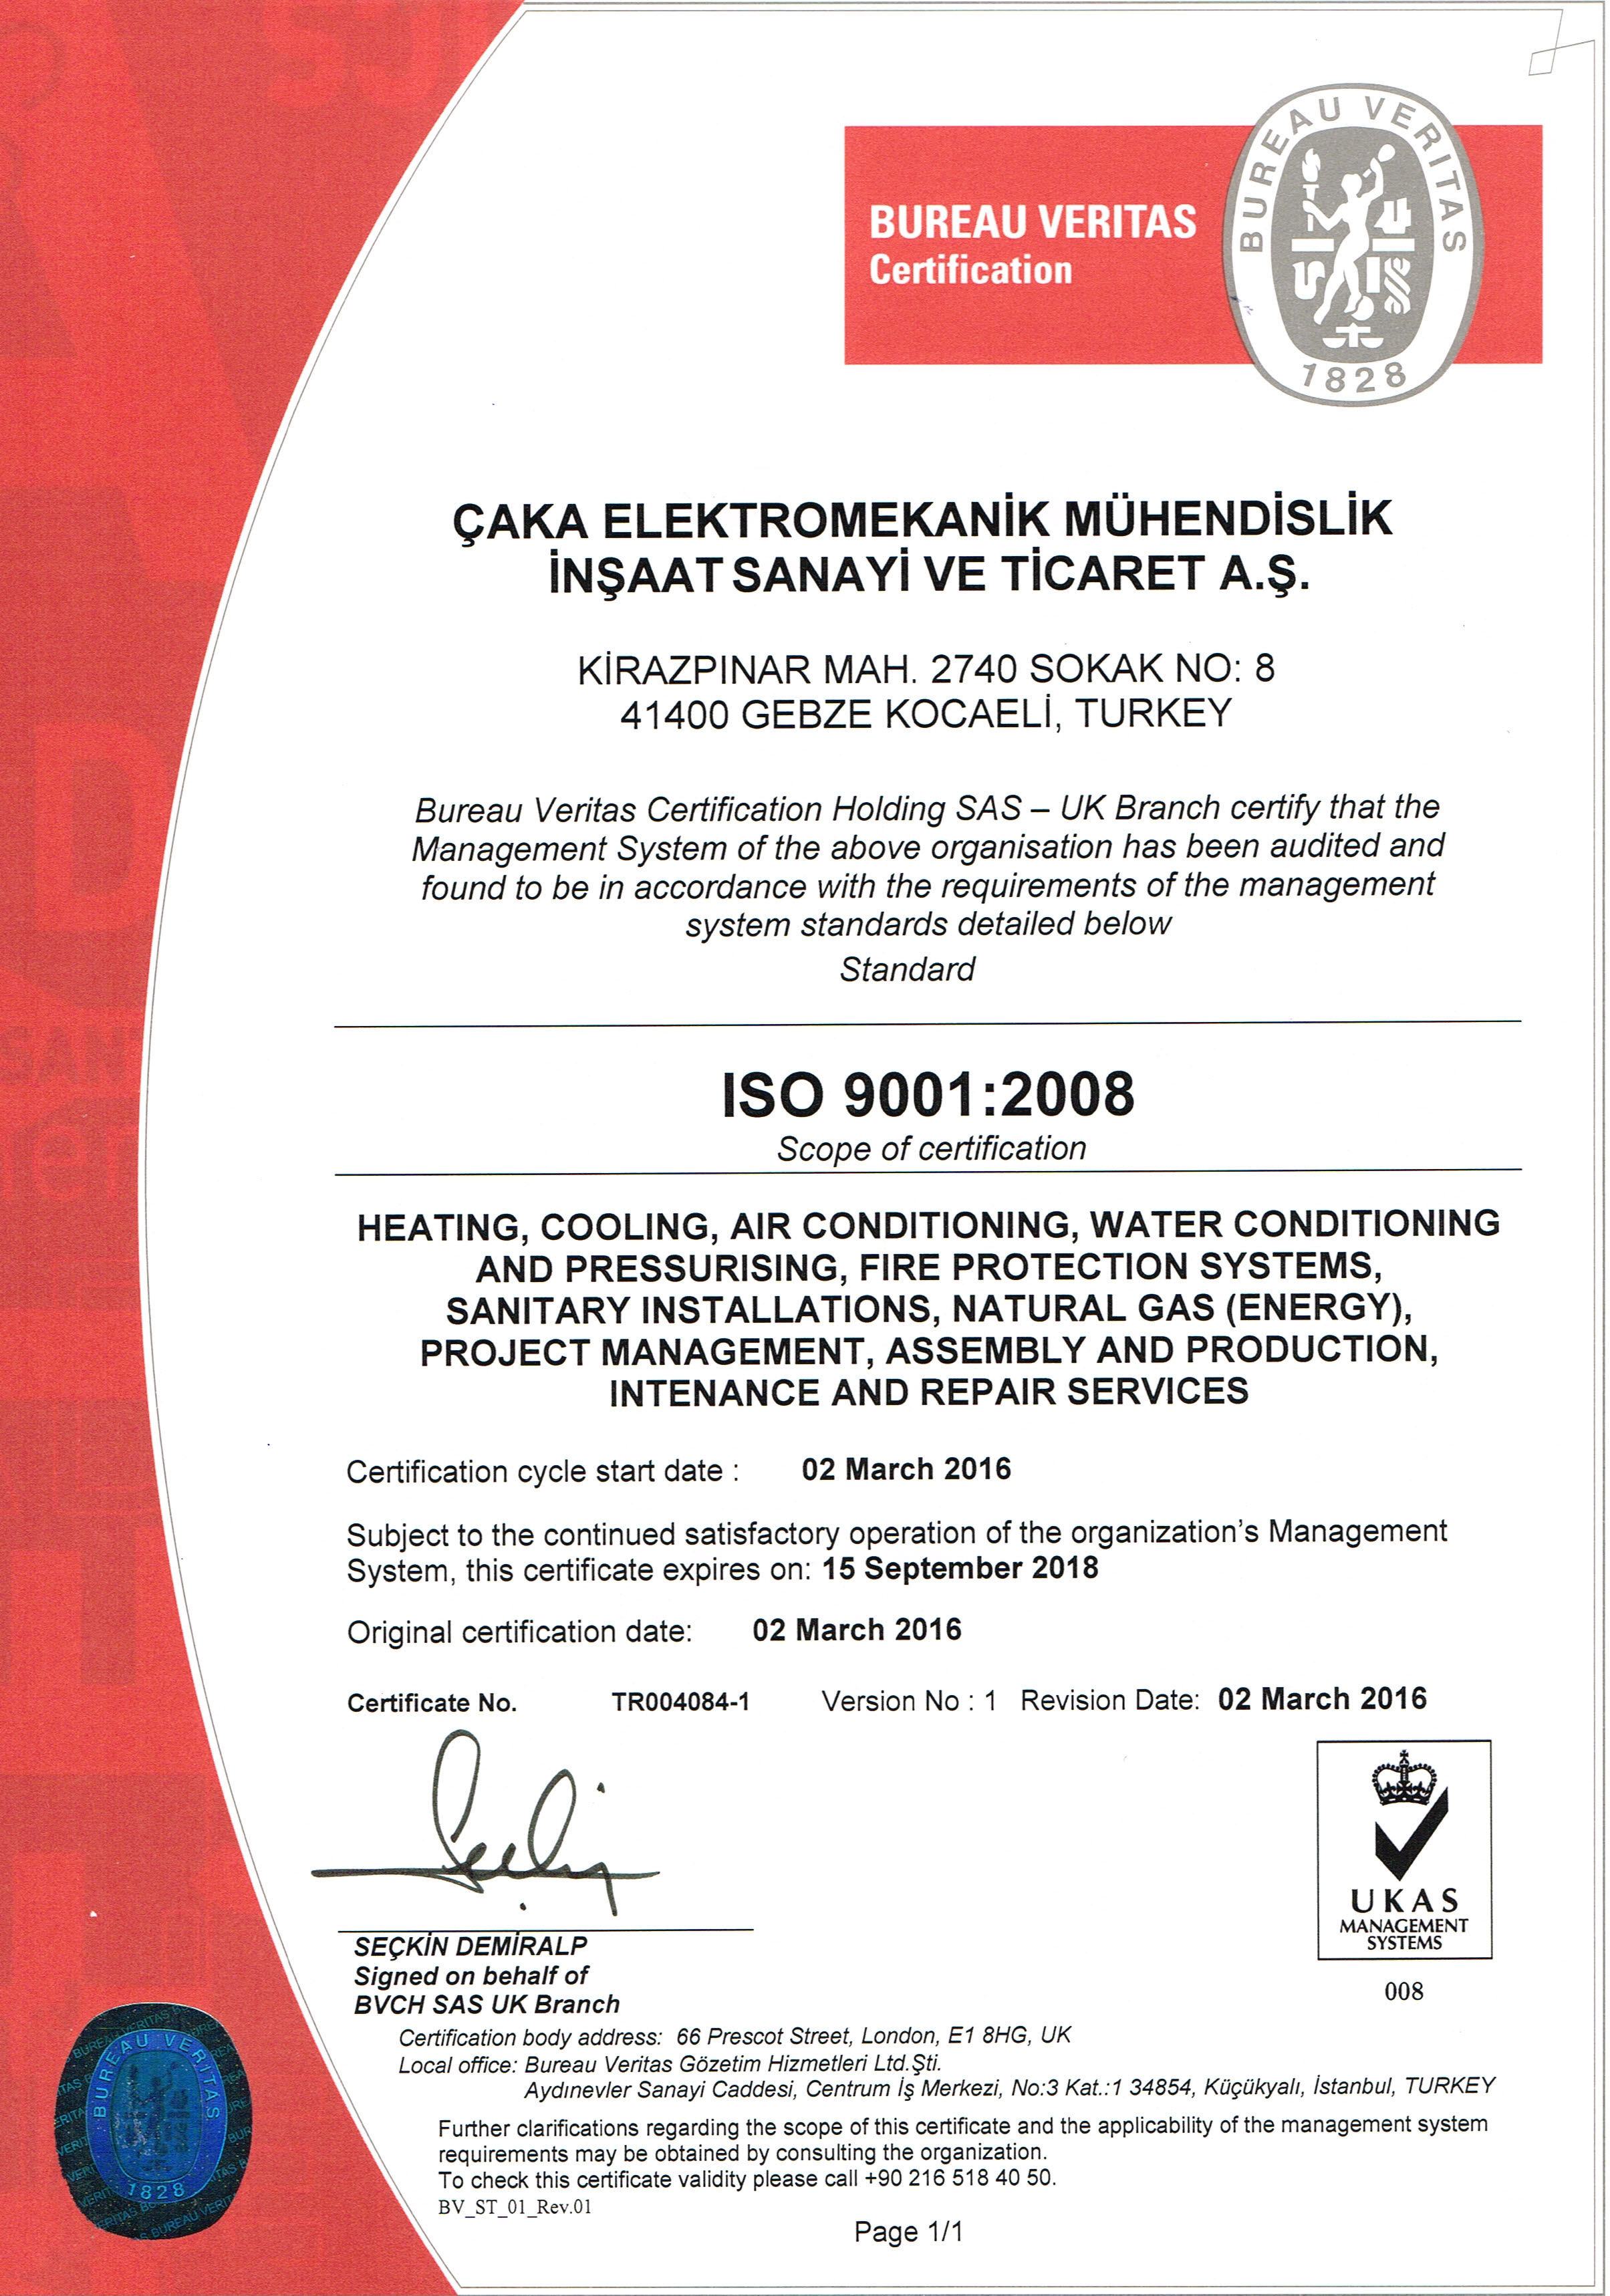 BUREAU VERITAS
Certification
BUREAU VERITAS
1828
ÇAKA ELEKTROMEKANİK MÜHENDİSLİK
İNŞAAT SANAYİ VE TİCARET A.Ş.
KİRAZPINAR MAH. 2740 SOKAK NO: 8
41400 GEBZE KOCAELİ, TURKEY
Bureau Veritas Certification Holding SAS – UK Branch certify that the
Management System of the above organisation has been audited and
found to be in accordance with the requirements of the management
system standards detailed below
Standard
ISO 9001:2008
Scope of certification
HEATING, COOLING, AIR CONDITIONING, WATER CONDITIONING
AND PRESSURISING, FIRE PROTECTION SYSTEMS,
SANITARY INSTALLATIONS, NATURAL GAS (ENERGY),
PROJECT MANAGEMENT, ASSEMBLY AND PRODUCTION,
INTENANCE AND REPAIR SERVICES
Certification cycle start date : 02 March 2016
Subject to the continued satisfactory operation of the organization's Management
System, this certificate expires on: 15 September 2018
Original certification date: 02 March 2016
Certificate No. TR004084-1 Version No : 1 Revision Date: 02 March 2016
UKAS
MANAGEMENT
SYSTEMS
008
SEÇKİN DEMİRALP
Signed on behalf of
BVCH SAS UK Branch
Certification body address: 66 Prescot Street, London, E1 8HG, UK
Local office: Bureau Veritas Gözetim Hizmetleri Ltd.Şti.
Aydınevler Sanayi Caddesi, Centrum İş Merkezi, No:3 Kat.:1 34854, Küçükyalı, İstanbul, TURKEY
Further clarifications regarding the scope of this certificate and the applicability of the management system
requirements may be obtained by consulting the organization.
To check this certificate validity please call +90 216 518 40 50.
BV_ST_01_Rev.01
Page 1/1
BUREAU VERITAS
1828